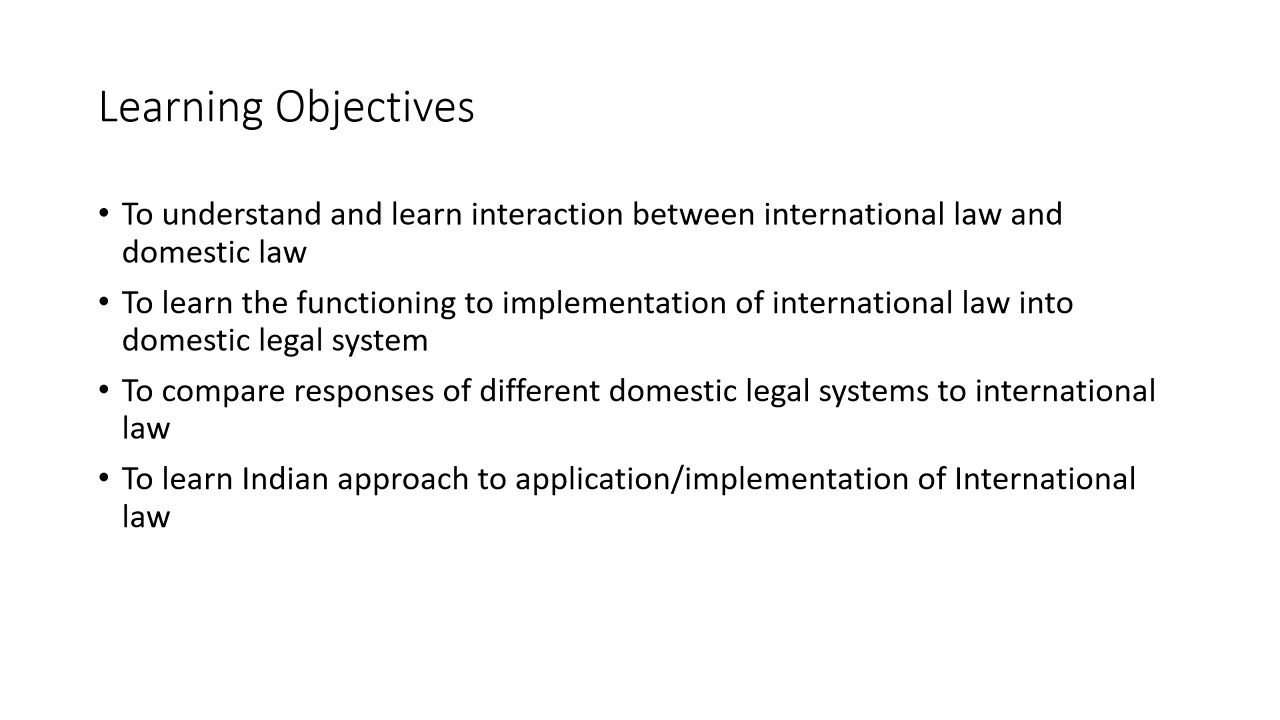 Learning Objectives
• To understand and learn interaction between international law and
domestic law
• To learn the functioning to implementation of international law into
domestic legal system
• To compare responses of different domestic legal systems to international
law
• To learn Indian approach to application/implementation of International
law